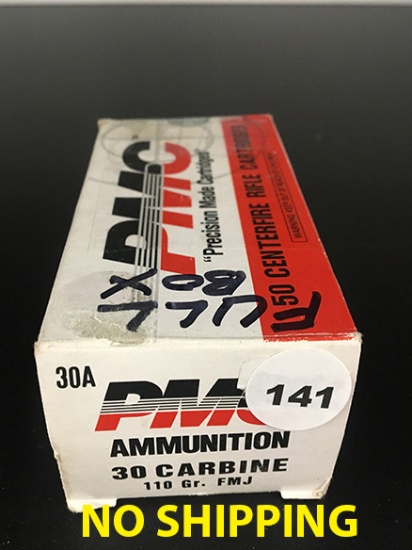 PMC
"Precision Made Cartridges"
50 CENTERFIRE RIFLE CARTRIDGES
FULL
BOX
30A
PMC
141
AMMUNITION
30 CARBINE
110 Gr. FMJ
NO SHIPPING